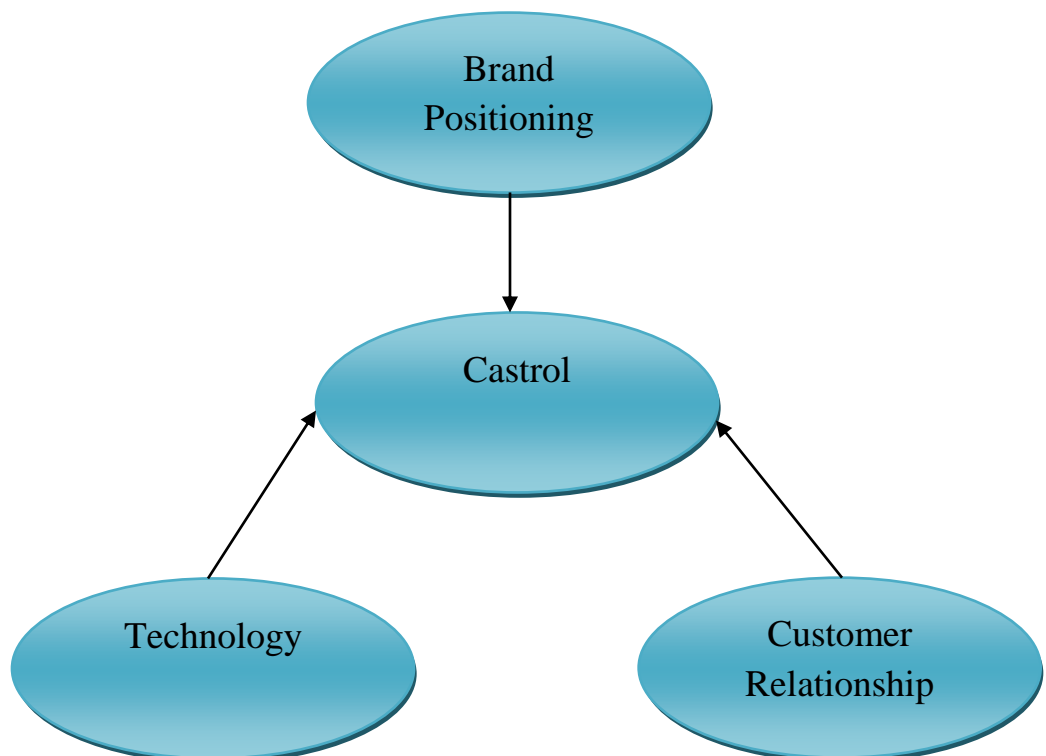 Brand
Positioning
Castrol
Technology
Customer
Relationship